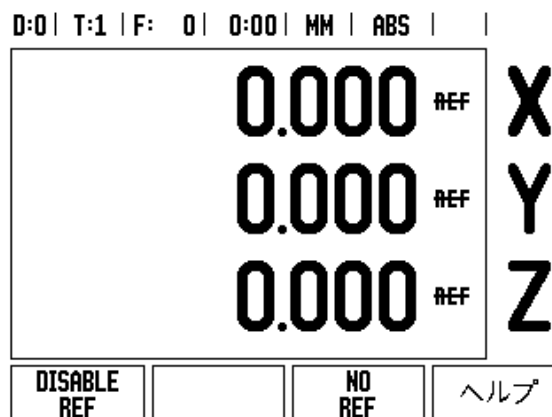 D:0 | T:1 | F: 0 | 0:00 | MM | ABS | |
0.000 REF X
0.000 REF Y
0.000 REF Z
DISABLE REF NO REF ヘルプ